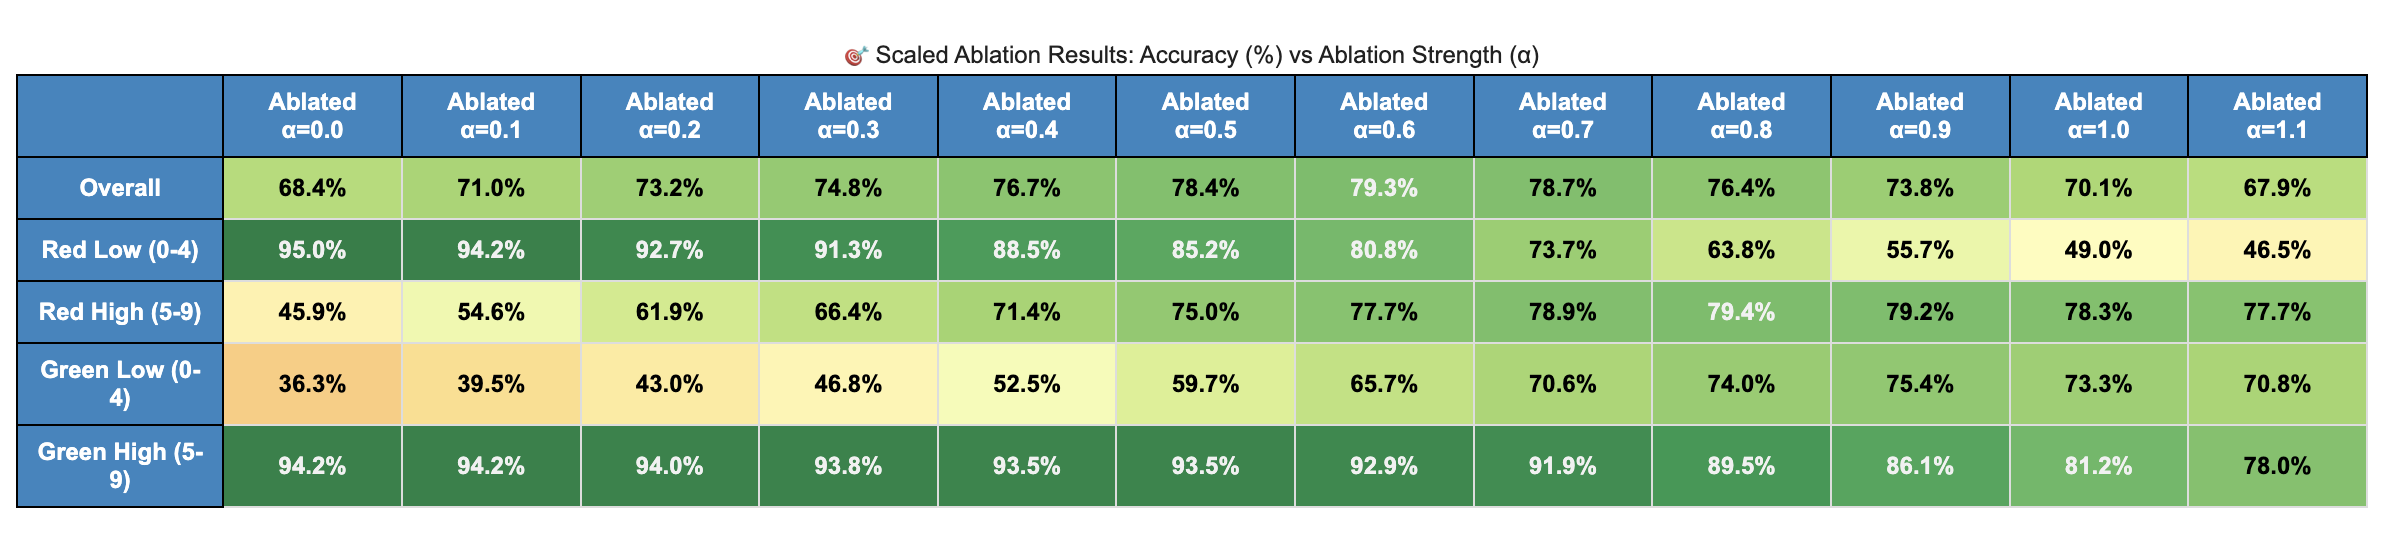 🎯 Scaled Ablation Results: Accuracy (%) vs Ablation Strength (α)
Ablated α=0.0 Ablated α=0.1 Ablated α=0.2 Ablated α=0.3 Ablated α=0.4 Ablated α=0.5 Ablated α=0.6 Ablated α=0.7 Ablated α=0.8 Ablated α=0.9 Ablated α=1.0 Ablated α=1.1
Overall 68.4% 71.0% 73.2% 74.8% 76.7% 78.4% 79.3% 78.7% 76.4% 73.8% 70.1% 67.9%
Red Low (0-4) 95.0% 94.2% 92.7% 91.3% 88.5% 85.2% 80.8% 73.7% 63.8% 55.7% 49.0% 46.5%
Red High (5-9) 45.9% 54.6% 61.9% 66.4% 71.4% 75.0% 77.7% 78.9% 79.4% 79.2% 78.3% 77.7%
Green Low (0-4) 36.3% 39.5% 43.0% 46.8% 52.5% 59.7% 65.7% 70.6% 74.0% 75.4% 73.3% 70.8%
Green High (5-9) 94.2% 94.2% 94.0% 93.8% 93.5% 93.5% 92.9% 91.9% 89.5% 86.1% 81.2% 78.0%